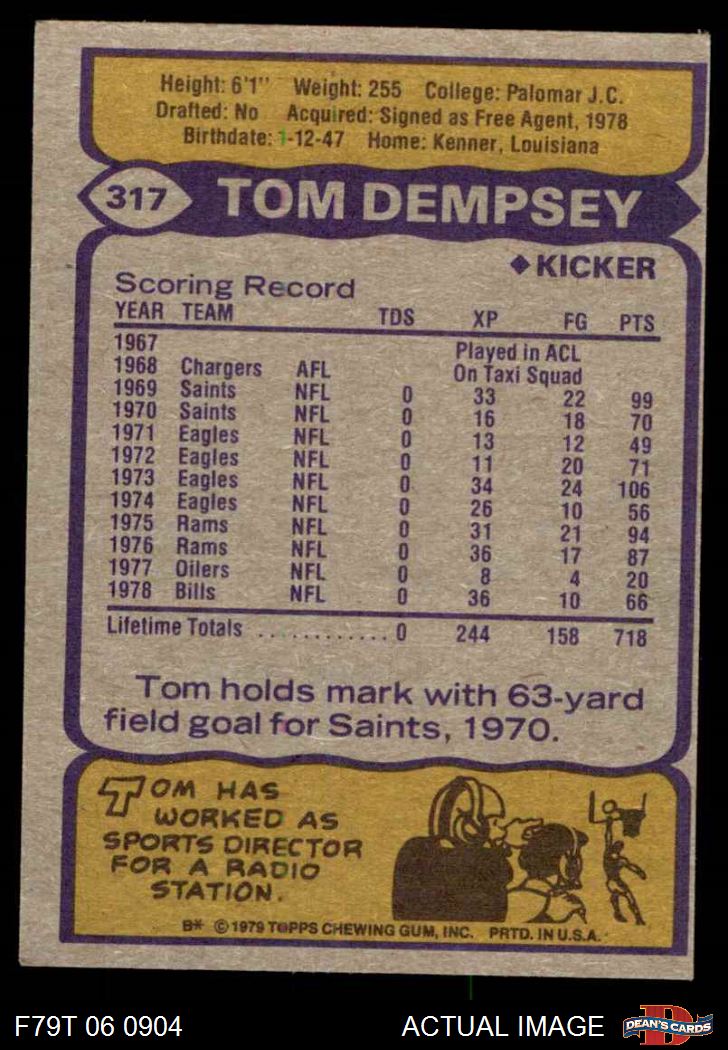 Height: 6'1" Weight: 255 College: Palomar J.C.
Drafted: No Acquired: Signed as Free Agent, 1978
Birthdate: 1-12-47 Home: Kenner, Louisiana
317 TOM DEMPSEY
◆ KICKER
Scoring Record
YEAR TEAM TDS XP FG PTS
1967 Played in ACL
1968 Chargers AFL On Taxi Squad
1969 Saints NFL 0 33 22 99
1970 Saints NFL 0 16 18 70
1971 Eagles NFL 0 13 12 49
1972 Eagles NFL 0 11 20 71
1973 Eagles NFL 0 34 24 106
1974 Eagles NFL 0 26 10 56
1975 Rams NFL 0 31 21 94
1976 Rams NFL 0 36 17 87
1977 Oilers NFL 0 8 4 20
1978 Bills NFL 0 36 10 66
Lifetime Totals ............ 0 244 158 718
Tom holds mark with 63-yard
field goal for Saints, 1970.
TOM HAS
WORKED AS
SPORTS DIRECTOR
FOR A RADIO
STATION.
B* © 1979 TOPPS CHEWING GUM, INC. PRTD. IN U.S.A.
F79T 06 0904 ACTUAL IMAGE D DEAN'S CARDS